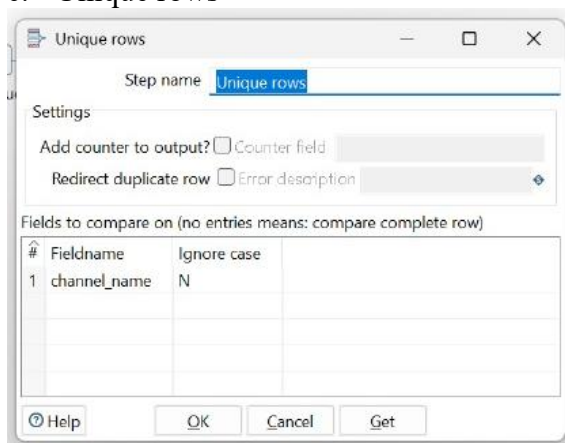 Unique rows
Unique rows
Step name Unique rows
Settings
Add counter to output? Counter field
Redirect duplicate row Error description
Fields to compare on (no entries means: compare complete row)
# Fieldname Ignore case
1 channel_name N
Help OK Cancel Get